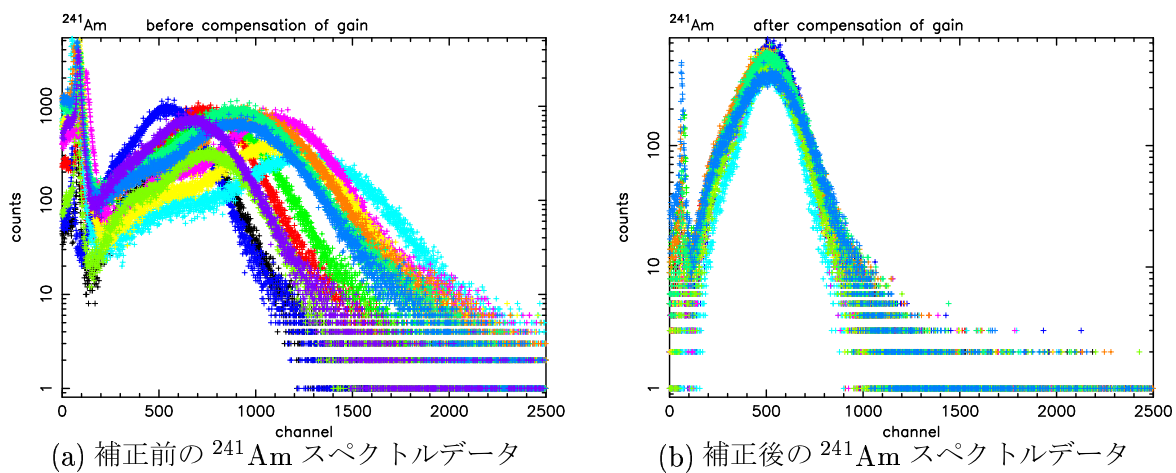 ²⁴¹Am before compensation of gain
counts
1000
100
10
1
0 500 1000 1500 2000 2500
channel
(a) 補正前の ²⁴¹Am スペクトルデータ
²⁴¹Am after compensation of gain
counts
100
10
1
0 500 1000 1500 2000 2500
channel
(b) 補正後の ²⁴¹Am スペクトルデータ